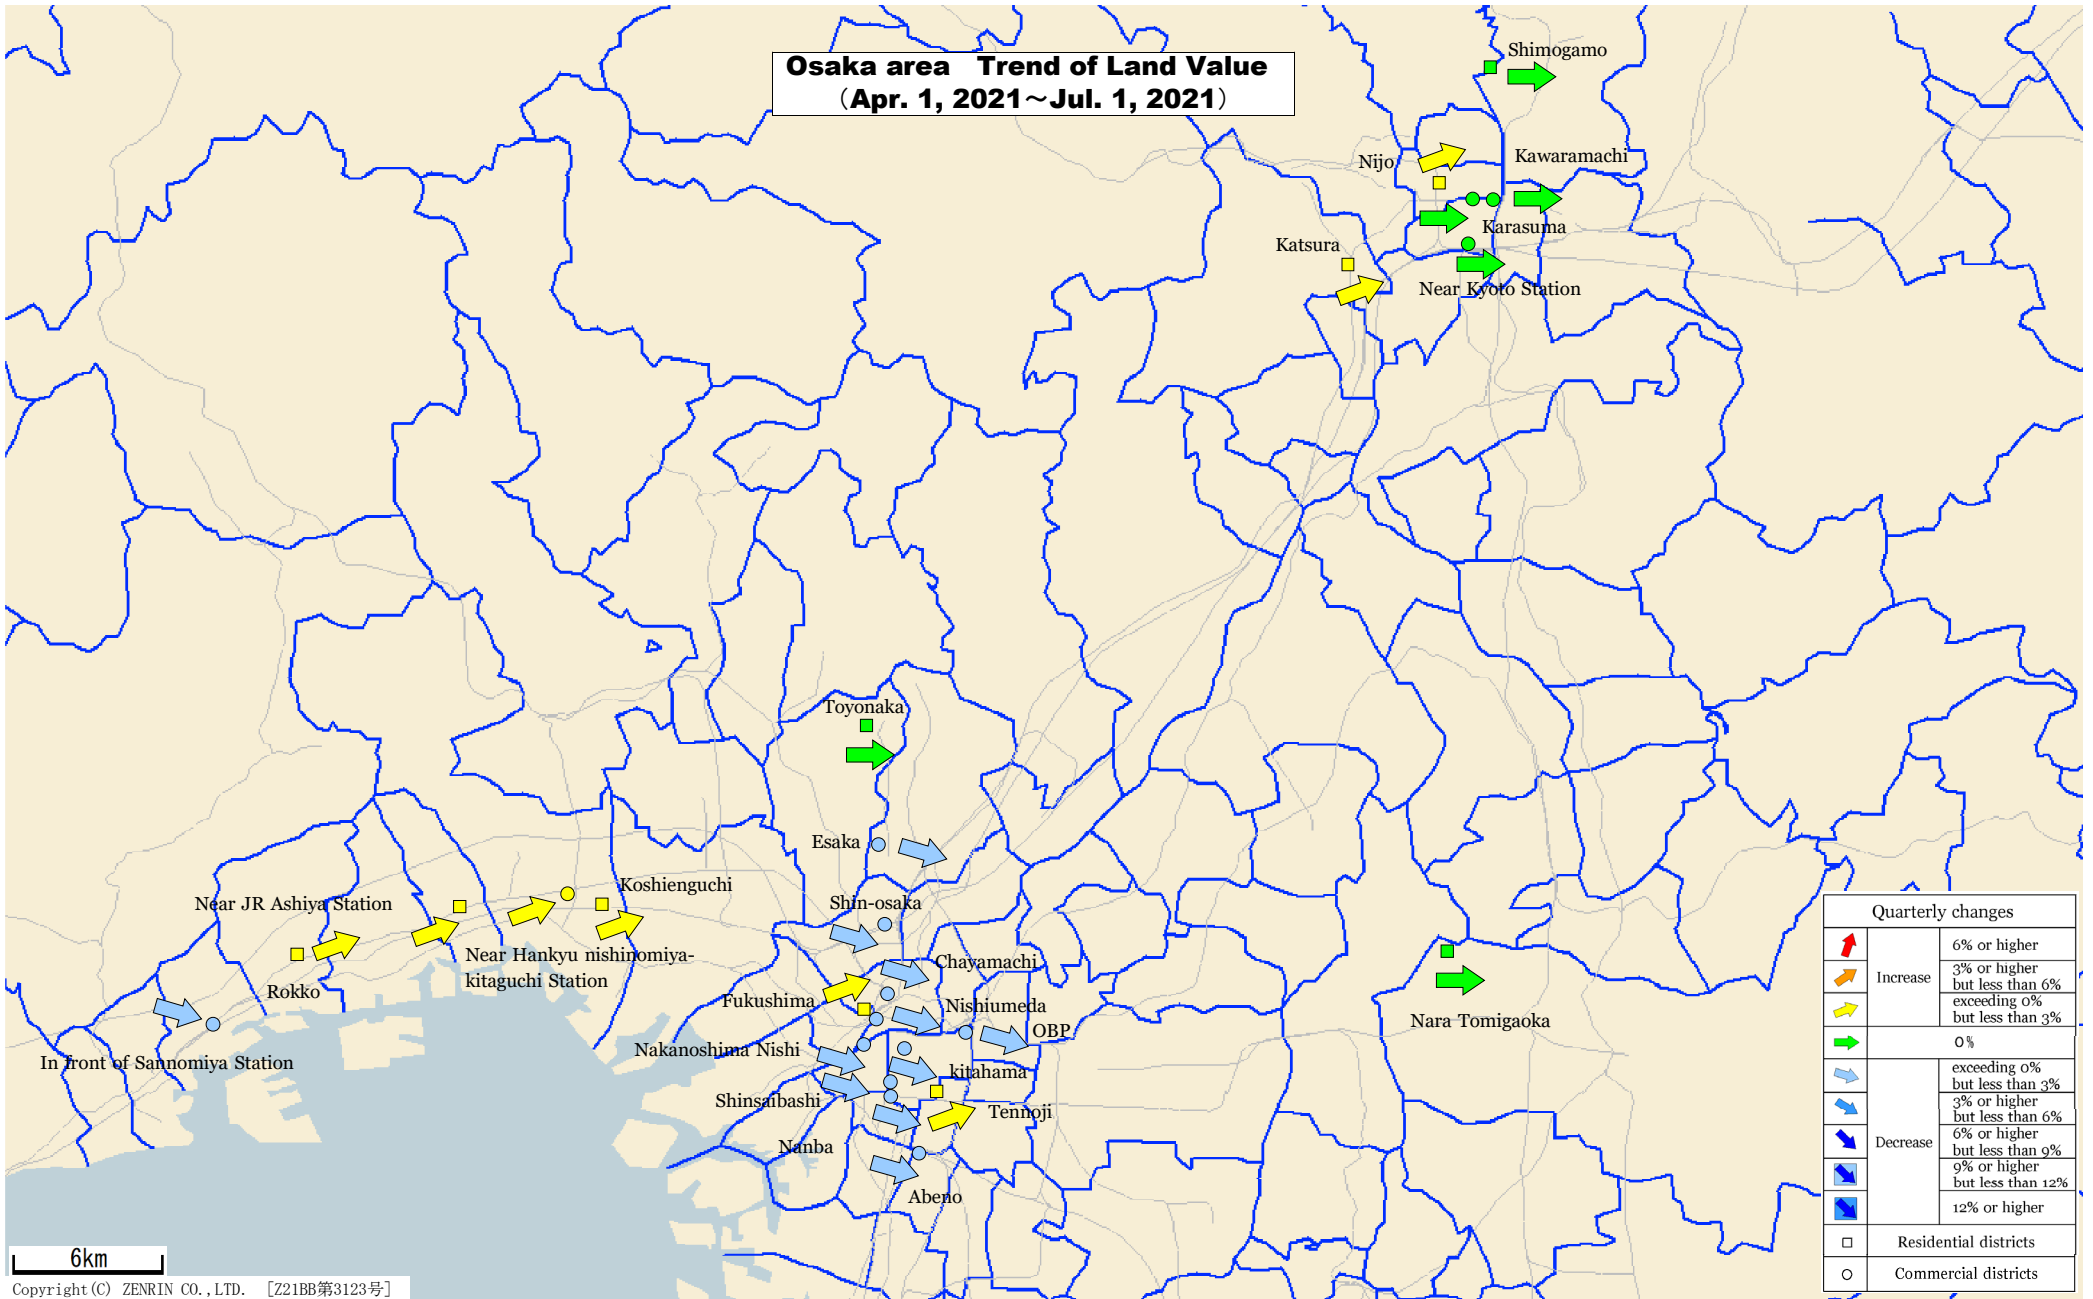 Osaka area Trend of Land Value
（Apr. 1, 2021～Jul. 1, 2021）
Shimogamo
Nijo
Kawaramachi
Karasuma
Katsura
Near Kyoto Station
Toyonaka
Esaka
Koshienguchi
Near JR Ashiya Station
Shin-osaka
Near Hankyu nishinomiya-
kitaguchi Station
Chayamachi
Rokko
Fukushima
Nishiumeda
OBP
Nara Tomigaoka
In front of Sannomiya Station
Nakanoshima Nishi
kitahama
Shinsaibashi
Tennoji
Nanba
Abeno
Quarterly changes
Increase
6% or higher
3% or higher
but less than 6%
exceeding 0%
but less than 3%
0%
Decrease
exceeding 0%
but less than 3%
3% or higher
but less than 6%
6% or higher
but less than 9%
9% or higher
but less than 12%
12% or higher
Residential districts
Commercial districts
6km
Copyright(C) ZENRIN CO.,LTD. [Z21BB第3123号]